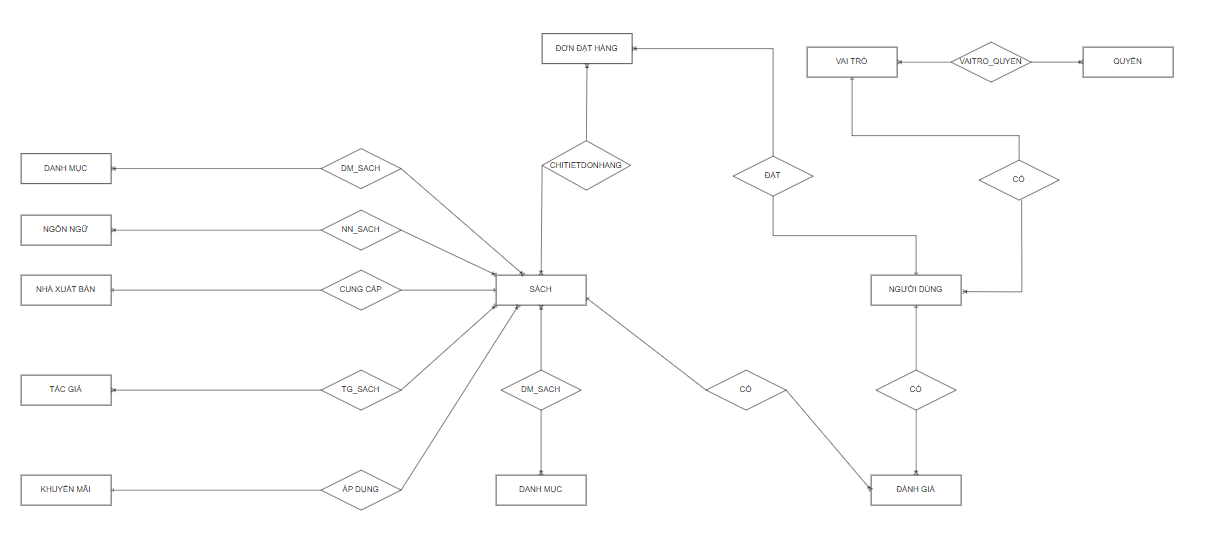 ĐƠN ĐẶT HÀNG
VAI TRÒ
VAITRO_QUYEN
QUYỀN
CHITIETDONHANG
DANH MỤC
DM_SACH
ĐẶT
CÓ
NGÔN NGỮ
NN_SACH
NHÀ XUẤT BẢN
CUNG CẤP
SÁCH
NGƯỜI DÙNG
TÁC GIẢ
TG_SACH
DM_SACH
CÓ
CÓ
KHUYẾN MÃI
ÁP DỤNG
DANH MỤC
ĐÁNH GIÁ